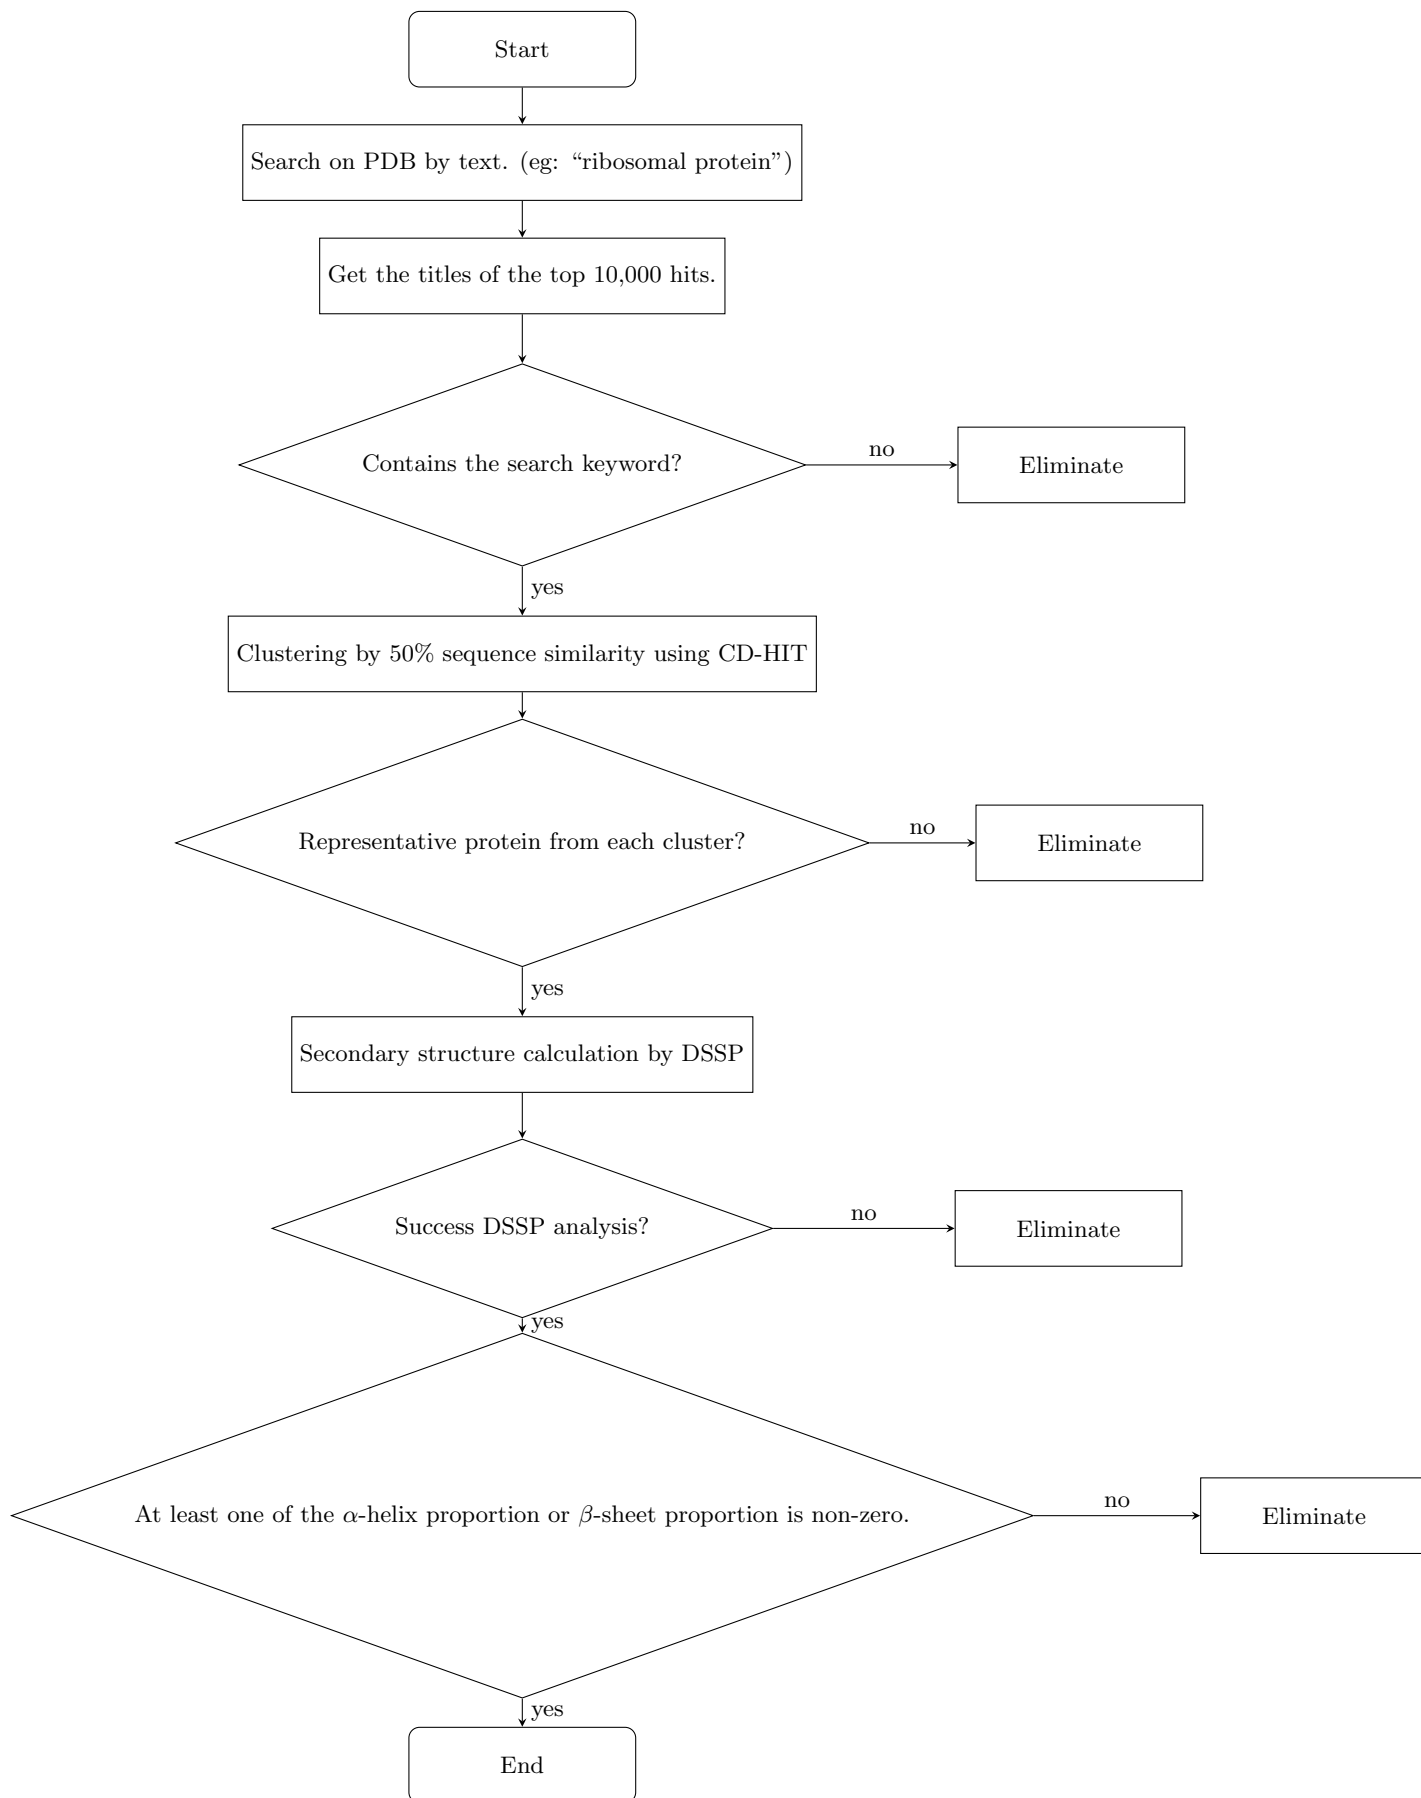 Start
Search on PDB by text. (eg: “ribosomal protein”)
Get the titles of the top 10,000 hits.
Contains the search keyword?
no
Eliminate
yes
Clustering by 50% sequence similarity using CD-HIT
Representative protein from each cluster?
no
Eliminate
yes
Secondary structure calculation by DSSP
Success DSSP analysis?
no
Eliminate
yes
At least one of the α-helix proportion or β-sheet proportion is non-zero.
no
Eliminate
yes
End